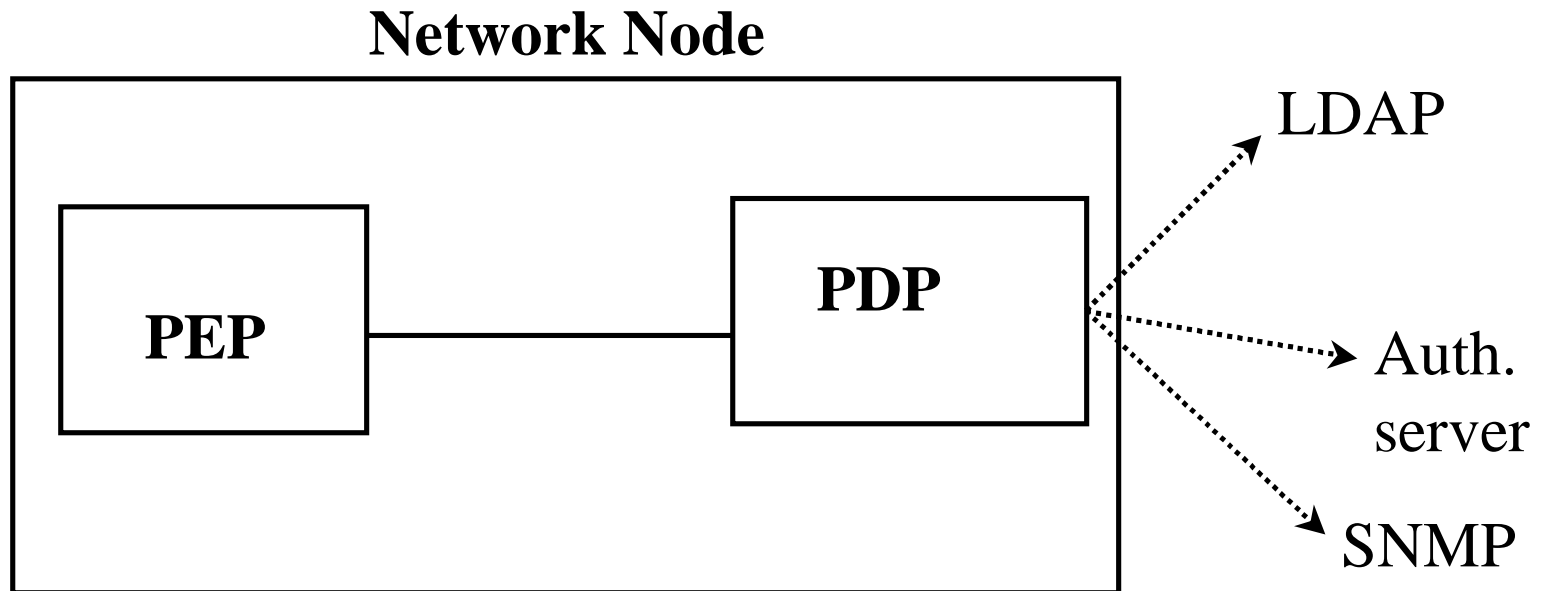 Network Node
LDAP
PEP
PDP
Auth.
server
SNMP